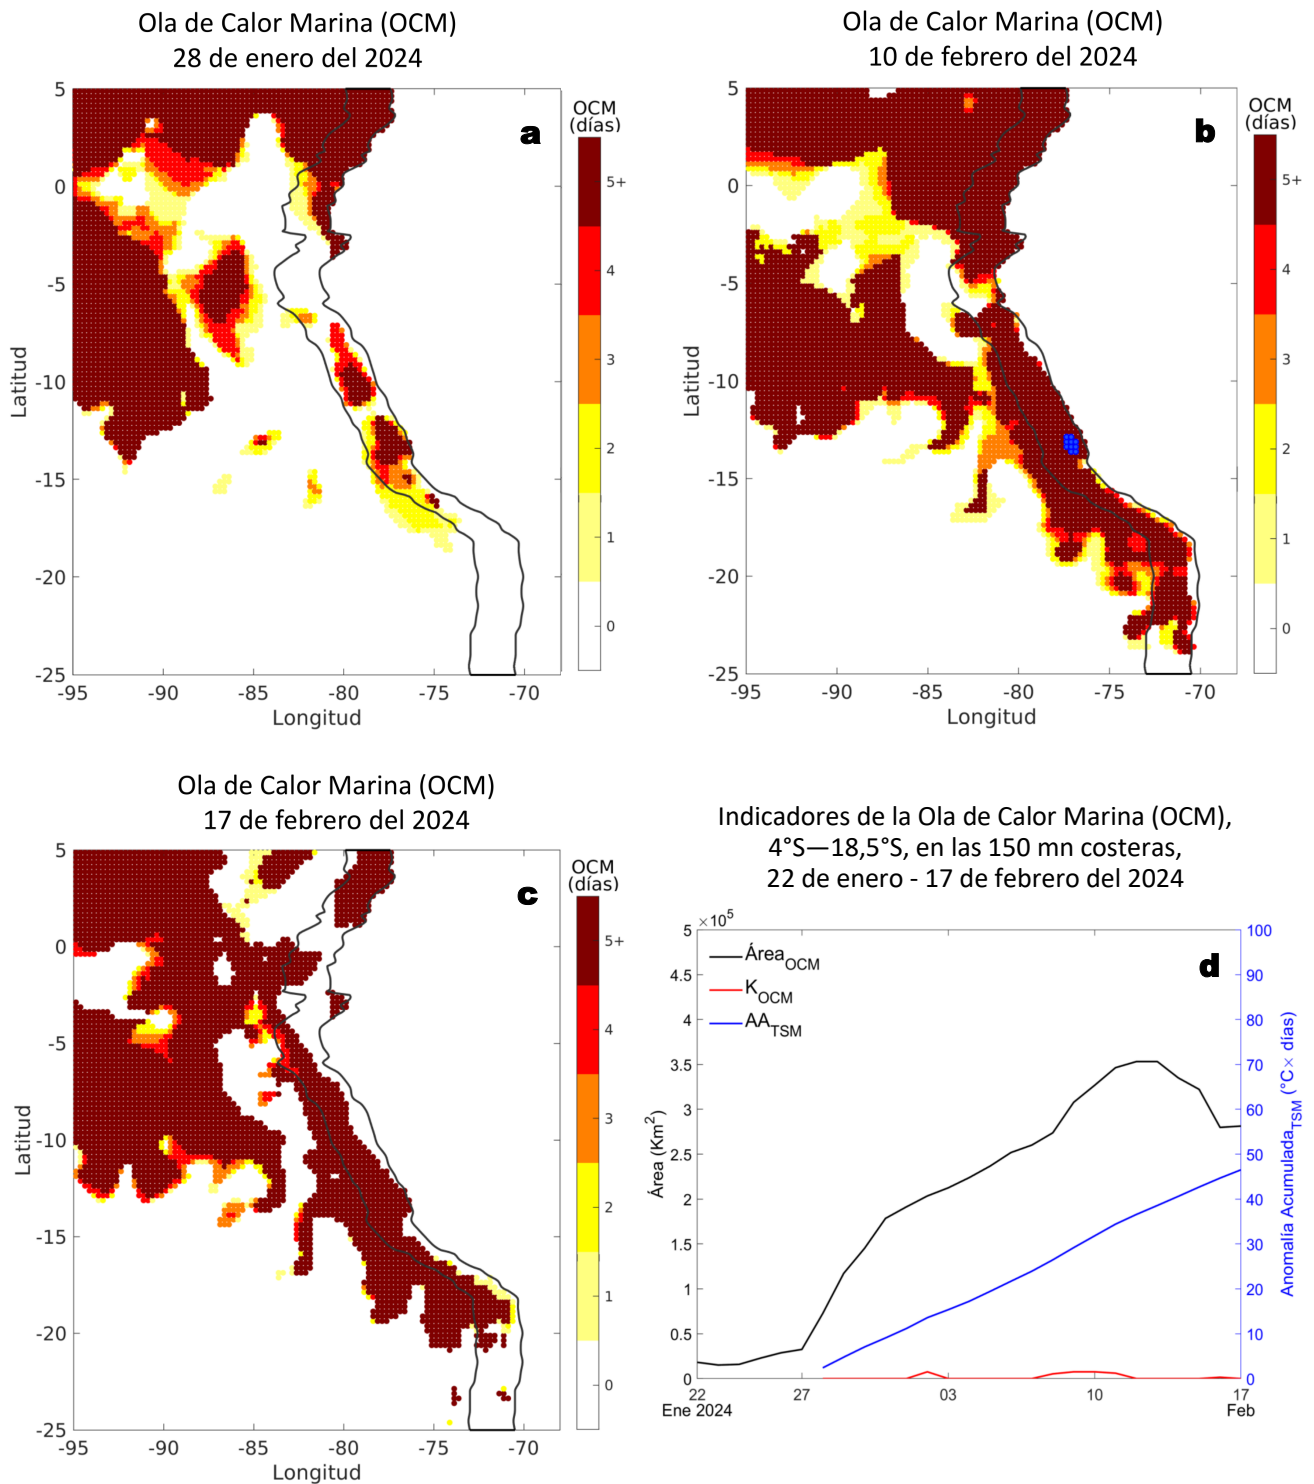 Ola de Calor Marina (OCM)
28 de enero del 2024
OCM
(días)
a
5+
4
3
2
1
0
5
0
-5
-10
-15
-20
-25
Latitud
-95
-90
-85
-80
-75
-70
Longitud
Ola de Calor Marina (OCM)
10 de febrero del 2024
OCM
(días)
b
5+
4
3
2
1
0
5
0
-5
-10
-15
-20
-25
Latitud
-95
-90
-85
-80
-75
-70
Longitud
Ola de Calor Marina (OCM)
17 de febrero del 2024
OCM
(días)
c
5+
4
3
2
1
0
5
0
-5
-10
-15
-20
-25
Latitud
-95
-90
-85
-80
-75
-70
Longitud
Indicadores de la Ola de Calor Marina (OCM),
4°S—18,5°S, en las 150 mn costeras,
22 de enero - 17 de febrero del 2024
×10^5
Área_OCM
K_OCM
AA_TSM
d
5
4.5
4
3.5
3
2.5
2
1.5
1
0.5
0
Área (Km²)
100
90
80
70
60
50
40
30
20
10
0
Anomalía Acumulada_TSM (°C× días)
22
27
03
10
17
Ene 2024
Feb